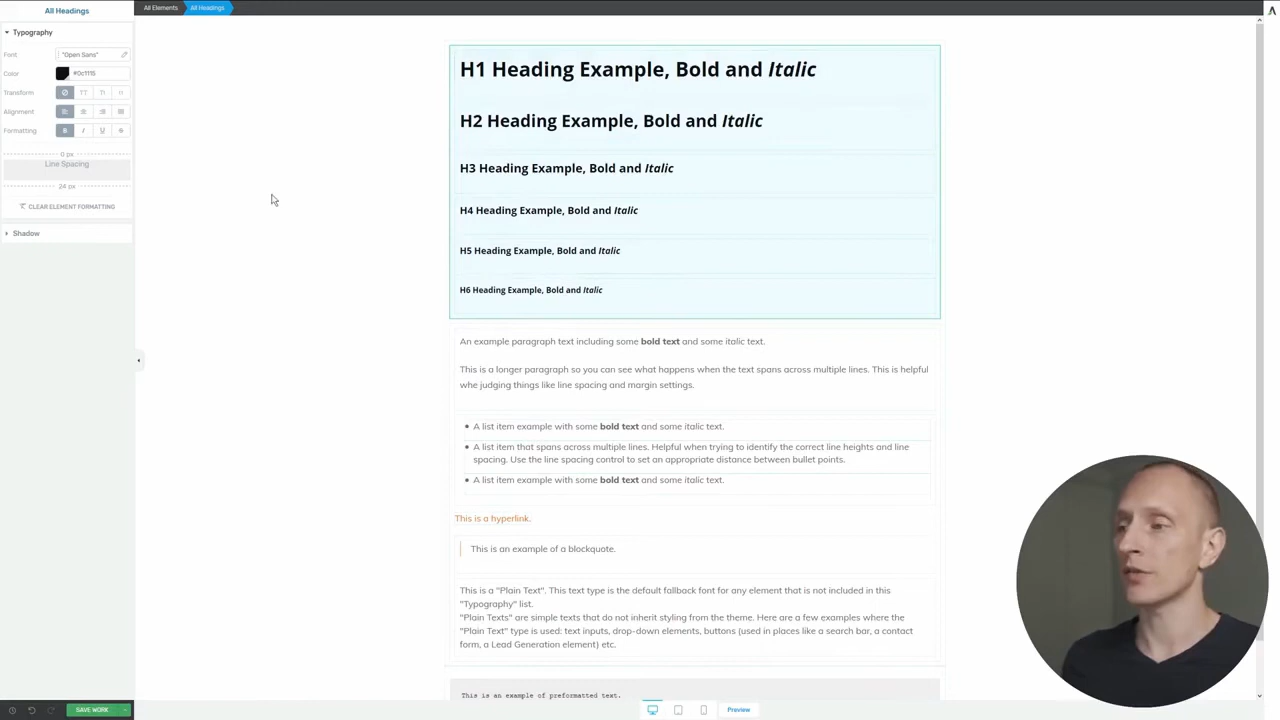 All Headings
All Elements
All Headings
Typography
Font
"Open Sans"
Color
#0c1115
Transform
TT
Tt
tt
Alignment
Formatting
B
I
U
S
0 px
Line Spacing
24 px
CLEAR ELEMENT FORMATTING
Shadow
H1 Heading Example, Bold and Italic
H2 Heading Example, Bold and Italic
H3 Heading Example, Bold and Italic
H4 Heading Example, Bold and Italic
H5 Heading Example, Bold and Italic
H6 Heading Example, Bold and Italic
An example paragraph text including some bold text and some italic text.
This is a longer paragraph so you can see what happens when the text spans across multiple lines. This is helpful
whe judging things like line spacing and margin settings.
A list item example with some bold text and some italic text.
A list item that spans across multiple lines. Helpful when trying to identify the correct line heights and line
spacing. Use the line spacing control to set an appropriate distance between bullet points.
A list item example with some bold text and some italic text.
This is a hyperlink.
This is an example of a blockquote.
This is a "Plain Text". This text type is the default fallback font for any element that is not included in this
"Typography" list.
"Plain Texts" are simple texts that do not inherit styling from the theme. Here are a few examples where the
"Plain Text" type is used: text inputs, drop-down elements, buttons (used in places like a search bar, a contact
form, a Lead Generation element) etc.
This is an example of preformatted text.
SAVE WORK
Preview